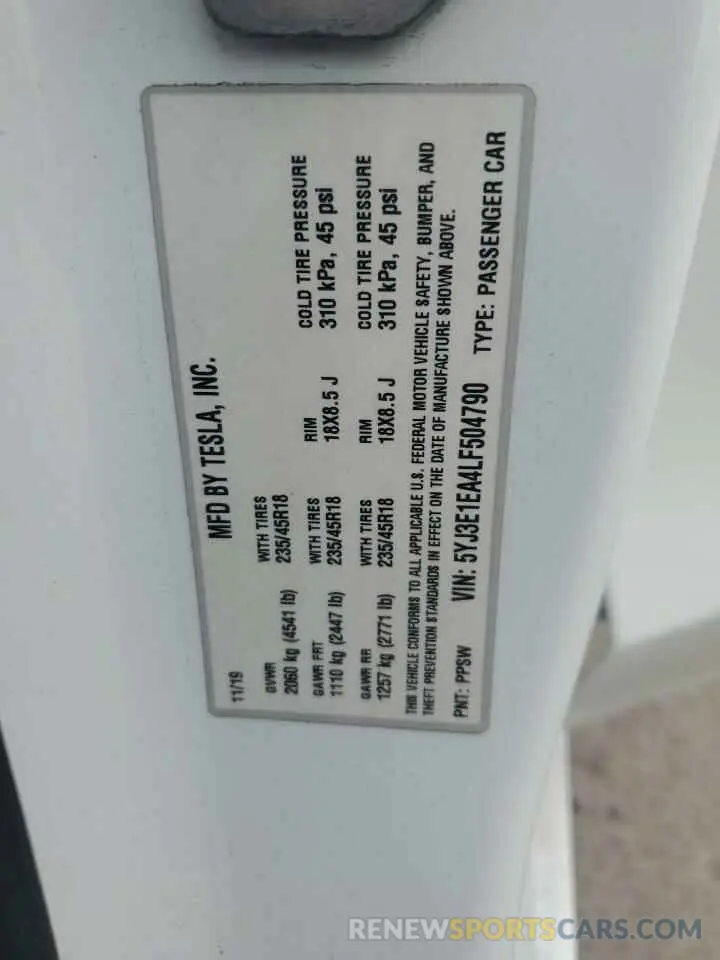 MFD BY TESLA, INC.
11/19
GVWR
2060 kg (4541 lb)
WITH TIRES
235/45R18
GAWR FRT
1110 kg (2447 lb)
WITH TIRES
235/45R18
RIM
18X8.5 J
COLD TIRE PRESSURE
310 kPa, 45 psi
GAWR RR
1257 kg (2771 lb)
WITH TIRES
235/45R18
RIM
18X8.5 J
COLD TIRE PRESSURE
310 kPa, 45 psi
THIS VEHICLE CONFORMS TO ALL APPLICABLE U.S. FEDERAL MOTOR VEHICLE SAFETY, BUMPER, AND
THEFT PREVENTION STANDARDS IN EFFECT ON THE DATE OF MANUFACTURE SHOWN ABOVE.
PNT: PPSW VIN: 5YJ3E1EA4LF504790 TYPE: PASSENGER CAR
RENEWSPORTSCARS.COM